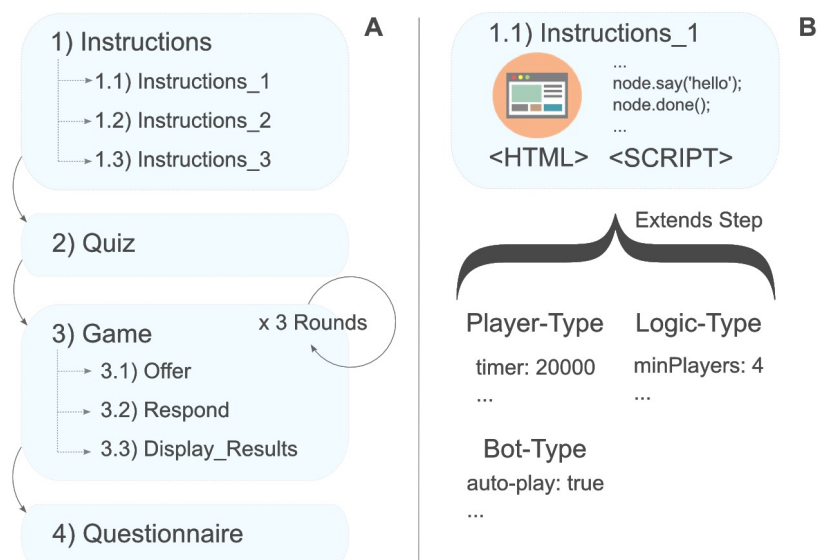 A
1) Instructions
1.1) Instructions_1
1.2) Instructions_2
1.3) Instructions_3
2) Quiz
3) Game
x 3 Rounds
3.1) Offer
3.2) Respond
3.3) Display_Results
4) Questionnaire
B
1.1) Instructions_1
...
node.say('hello');
node.done();
...
<HTML> <SCRIPT>
Extends Step
Player-Type
timer: 20000
...
Logic-Type
minPlayers: 4
...
Bot-Type
auto-play: true
...